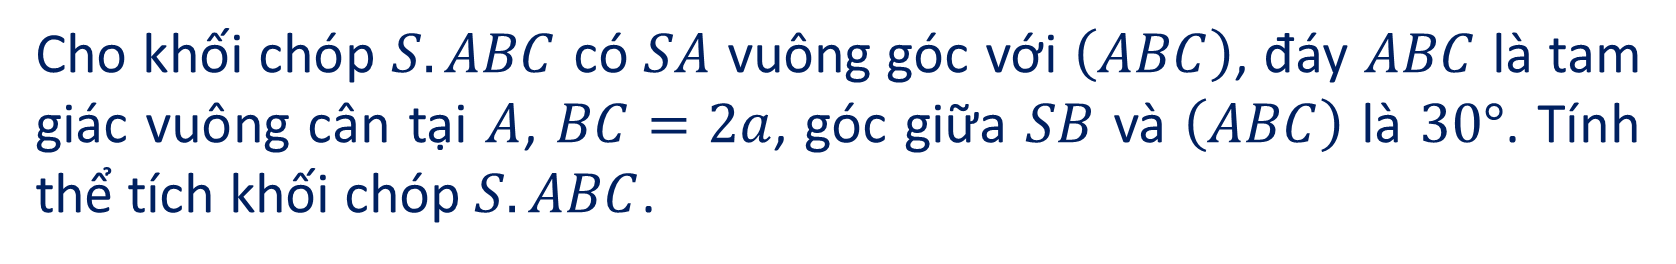 Cho khối chóp S.ABC có SA vuông góc với (ABC), đáy ABC là tam
giác vuông cân tại A, BC = 2a, góc giữa SB và (ABC) là 30°. Tính
thể tích khối chóp S.ABC.